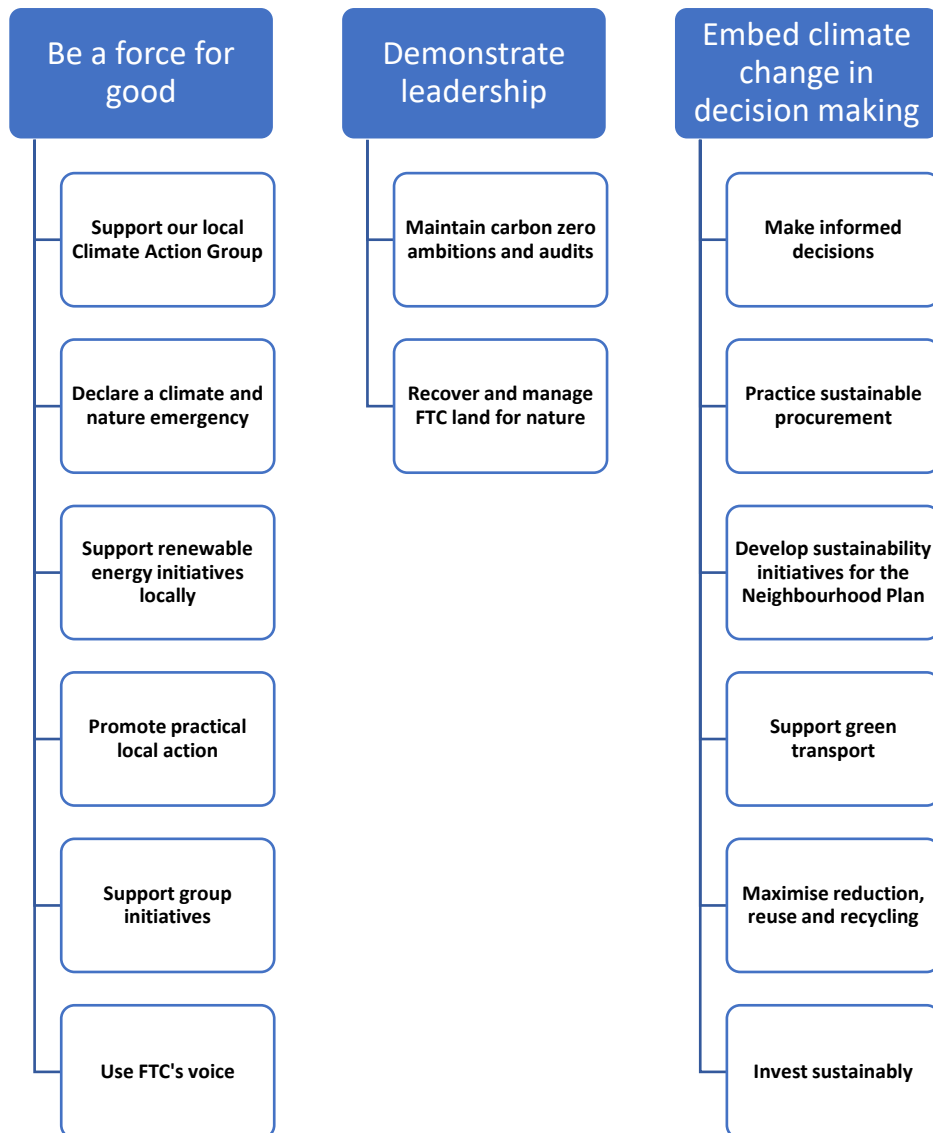 Be a force for
good
Support our local
Climate Action Group
Declare a climate and
nature emergency
Support renewable
energy initiatives
locally
Promote practical
local action
Support group
initiatives
Use FTC's voice
Demonstrate
leadership
Maintain carbon zero
ambitions and audits
Recover and manage
FTC land for nature
Embed climate
change in
decision making
Make informed
decisions
Practice sustainable
procurement
Develop sustainability
initiatives for the
Neighbourhood Plan
Support green
transport
Maximise reduction,
reuse and recycling
Invest sustainably